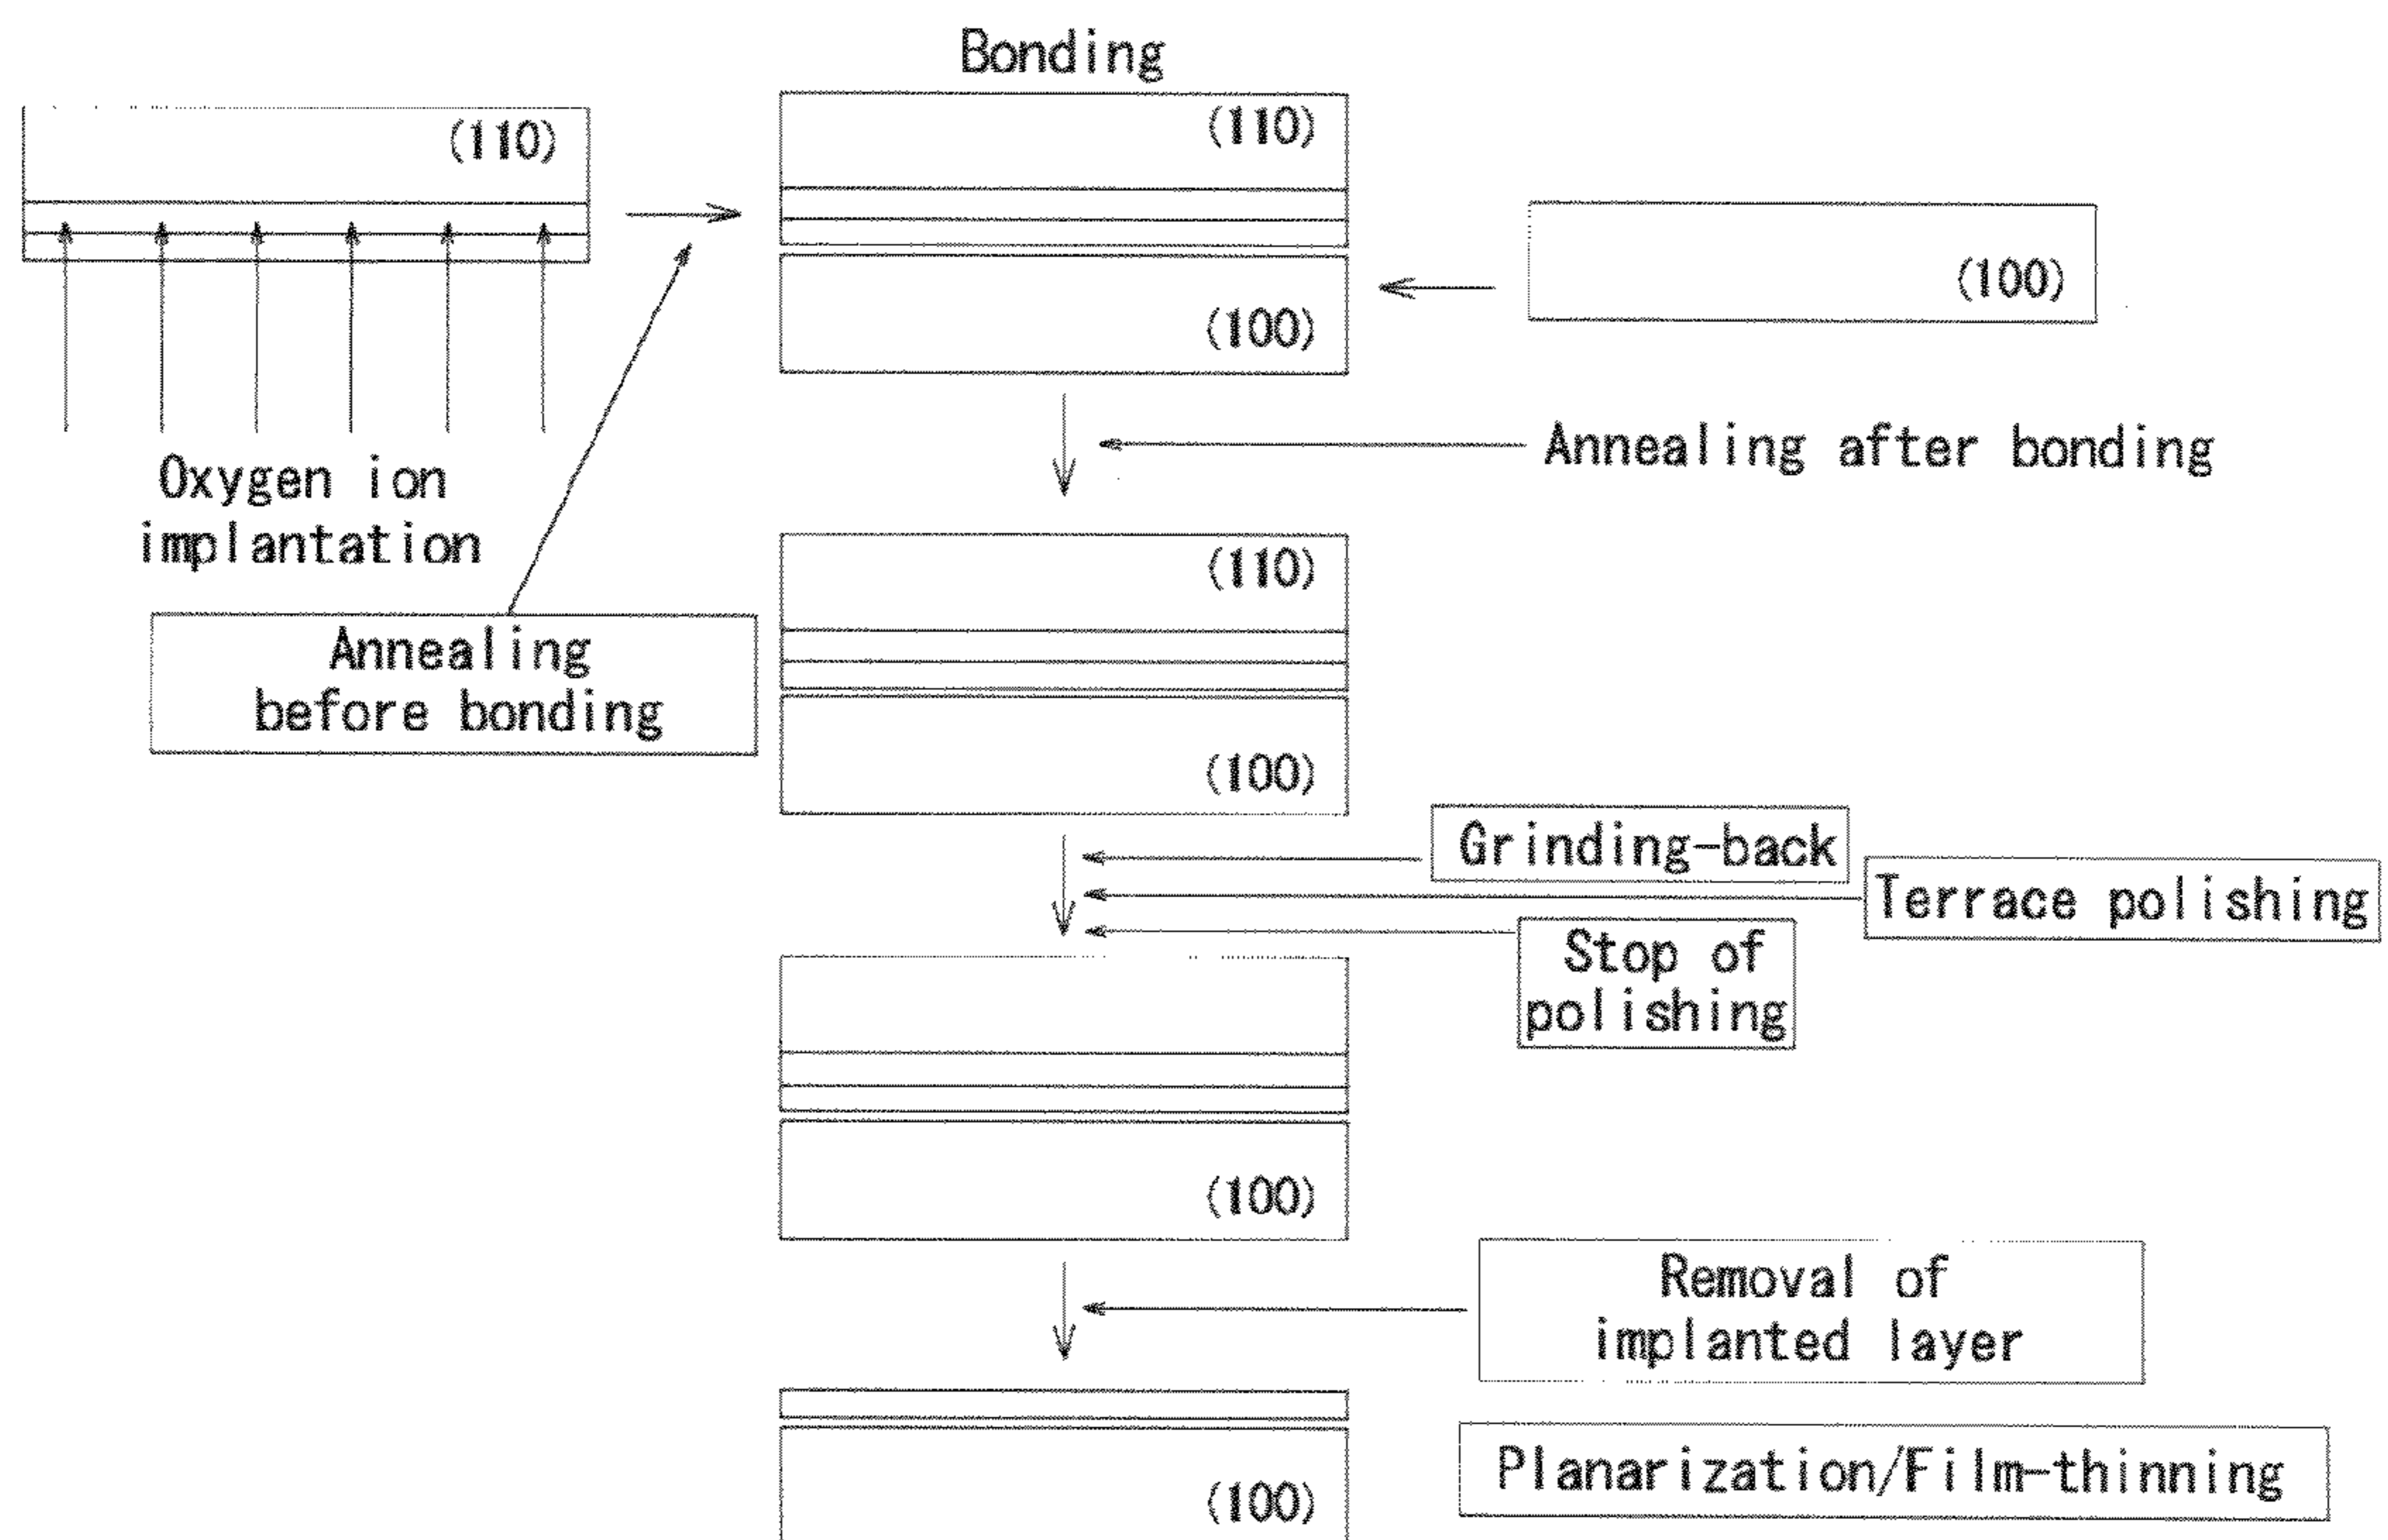 Bonding
(110)
(110)
(100)
(100)
Oxygen ion
implantation
Annealing after bonding
(110)
Annealing
before bonding
(100)
Grinding-back
Terrace polishing
Stop of
polishing
(100)
Removal of
implanted layer
Planarization/Film-thinning
(100)